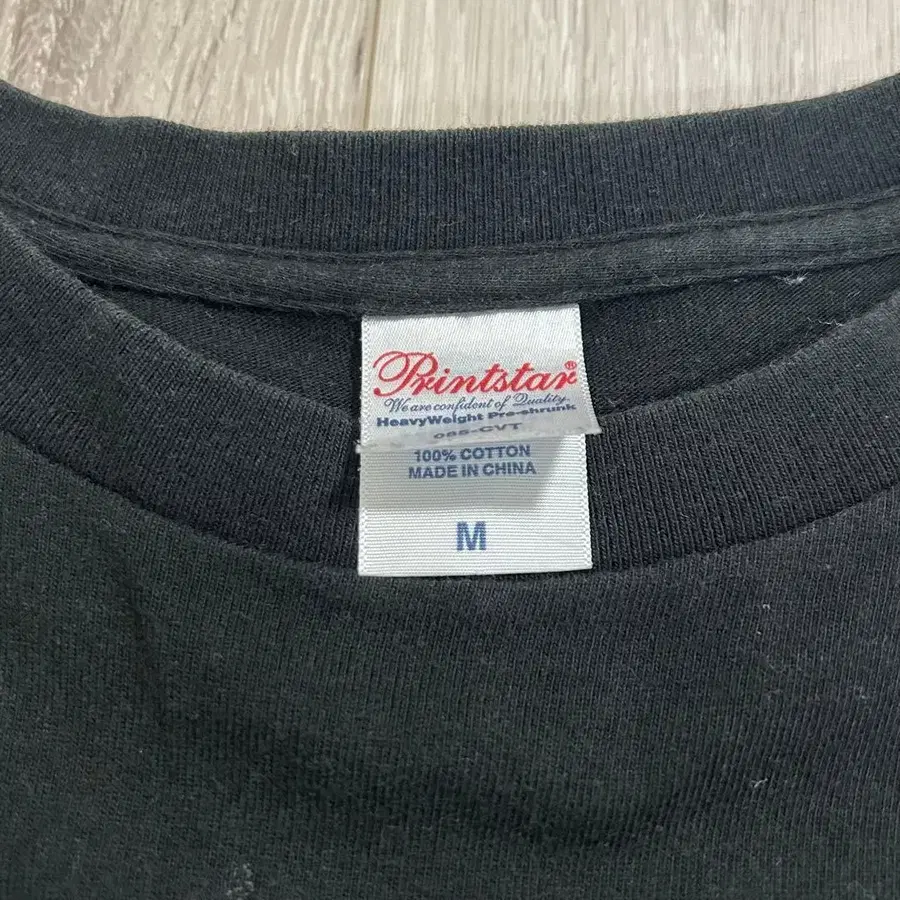 Printstar®
We are confident of Quality.
HeavyWeight Pre-shrunk
085-CVT
100% COTTON
MADE IN CHINA
M